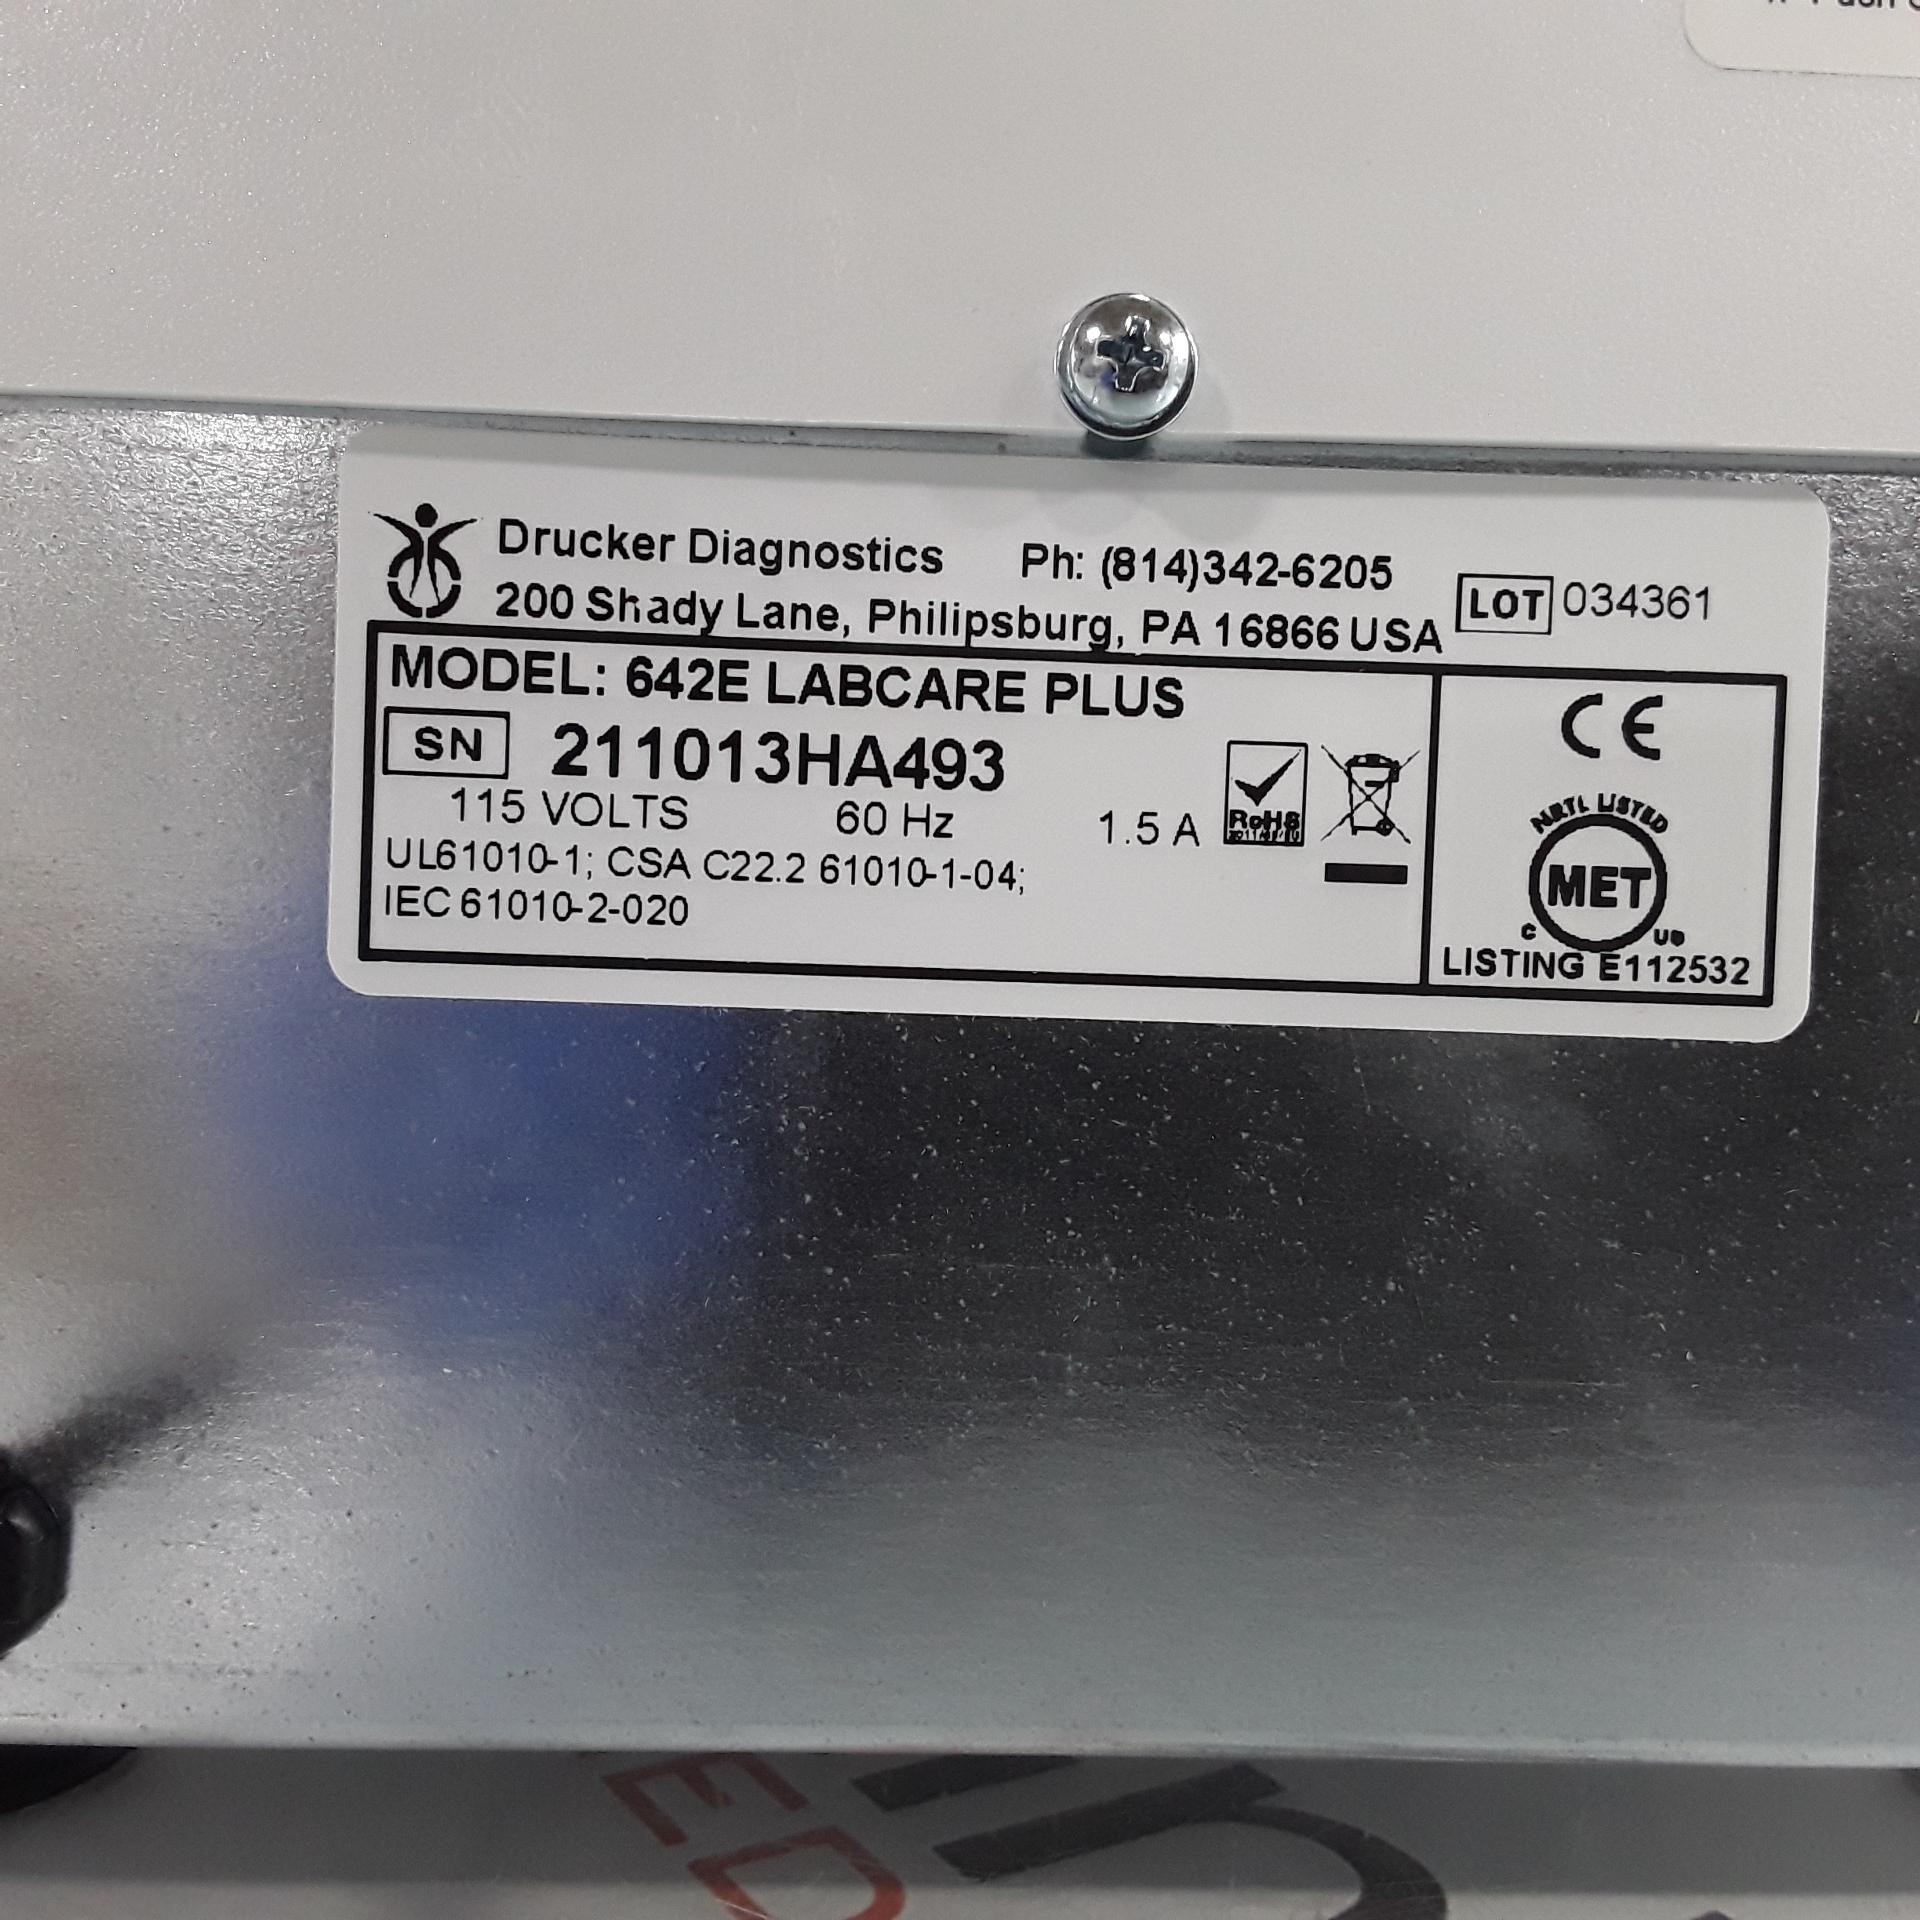 Drucker Diagnostics Ph: (814)342-6205
200 Shady Lane, Philipsburg, PA 16866 USA
LOT 034361
MODEL: 642E LABCARE PLUS
SN 211013HA493
115 VOLTS 60 Hz 1.5 A
RoHS
UL61010-1; CSA C22.2 61010-1-04;
IEC 61010-2-020
CE
NRTL LISTED
MET
C US
LISTING E112532